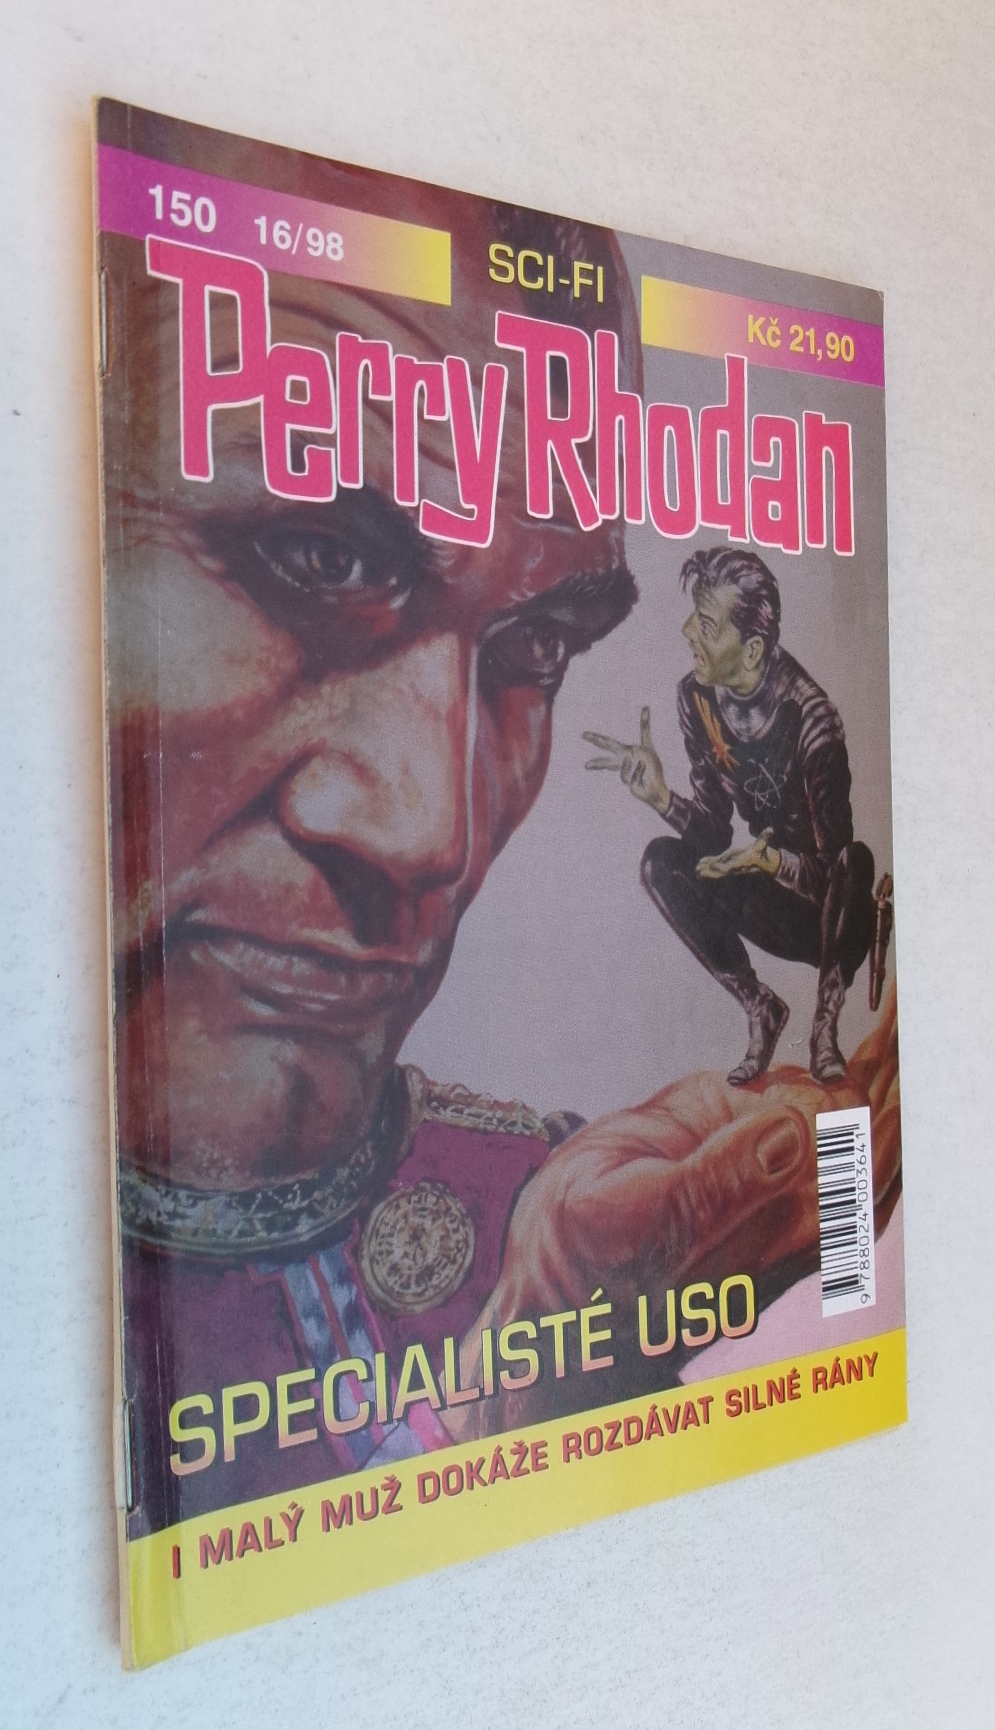 150 16/98
SCI-FI
Kč 21,90
Perry Rhodan
9 788024 003641
SPECIALISTÉ USO
I MALÝ MUŽ DOKÁŽE ROZDÁVAT SILNÉ RÁNY